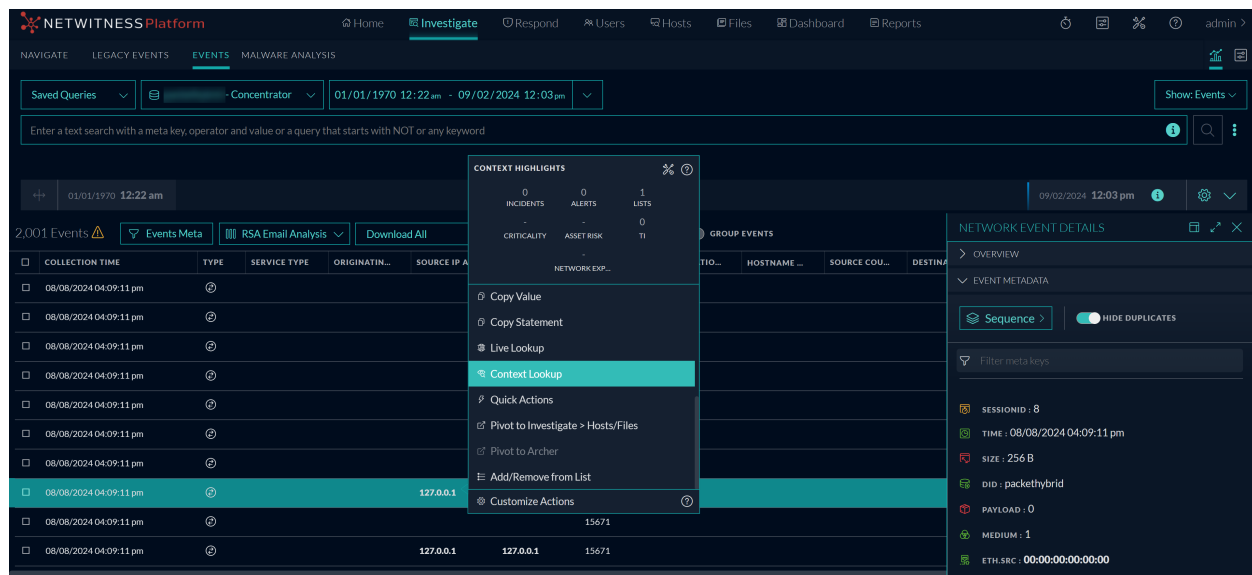 NETWITNESS Platform
Home
Investigate
Respond
Users
Hosts
Files
Dashboard
Reports
admin >
NAVIGATE
LEGACY EVENTS
EVENTS
MALWARE ANALYSIS
Saved Queries
-Concentrator
01/01/1970 12:22 am - 09/02/2024 12:03 pm
Show: Events
Enter a text search with a meta key, operator and value or a query that starts with NOT or any keyword
01/01/1970 12:22 am
09/02/2024 12:03 pm
2,001 Events
Events Meta
RSA Email Analysis
Download All
GROUP EVENTS
COLLECTION TIME
TYPE
SERVICE TYPE
ORIGINATIN...
SOURCE IP A
TIO...
HOSTNAME ...
SOURCE COU...
DESTINA
08/08/2024 04:09:11 pm
08/08/2024 04:09:11 pm
08/08/2024 04:09:11 pm
08/08/2024 04:09:11 pm
08/08/2024 04:09:11 pm
08/08/2024 04:09:11 pm
08/08/2024 04:09:11 pm
08/08/2024 04:09:11 pm 127.0.0.1
08/08/2024 04:09:11 pm 15671
08/08/2024 04:09:11 pm 127.0.0.1 127.0.0.1 15671
CONTEXT HIGHLIGHTS
0 0 1
INCIDENTS ALERTS LISTS
- - 0
CRITICALITY ASSET RISK TI
-
NETWORK EXP...
Copy Value
Copy Statement
Live Lookup
Context Lookup
Quick Actions
Pivot to Investigate > Hosts/Files
Pivot to Archer
Add/Remove from List
Customize Actions
NETWORK EVENT DETAILS
OVERVIEW
EVENT METADATA
Sequence >
HIDE DUPLICATES
Filter meta keys
SESSIONID : 8
TIME : 08/08/2024 04:09:11 pm
SIZE : 256 B
DID : packethybrid
PAYLOAD : 0
MEDIUM : 1
ETH.SRC : 00:00:00:00:00:00